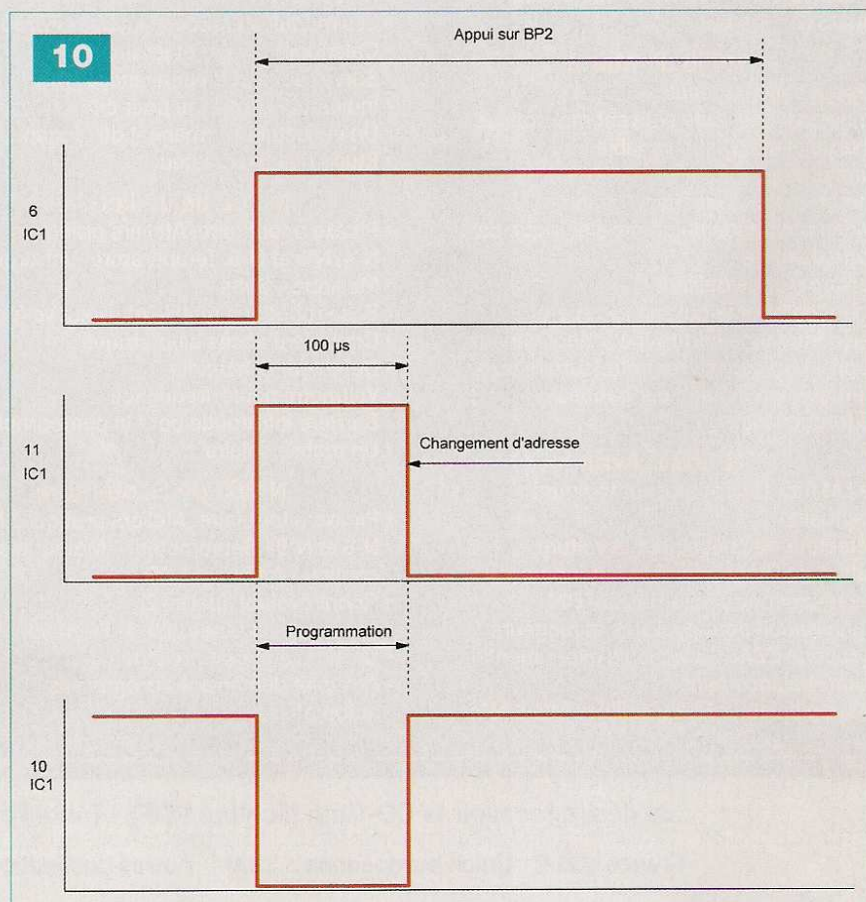 10
Appui sur BP2
6
IC1
100 µs
11
IC1
Changement d'adresse
Programmation
10
IC1